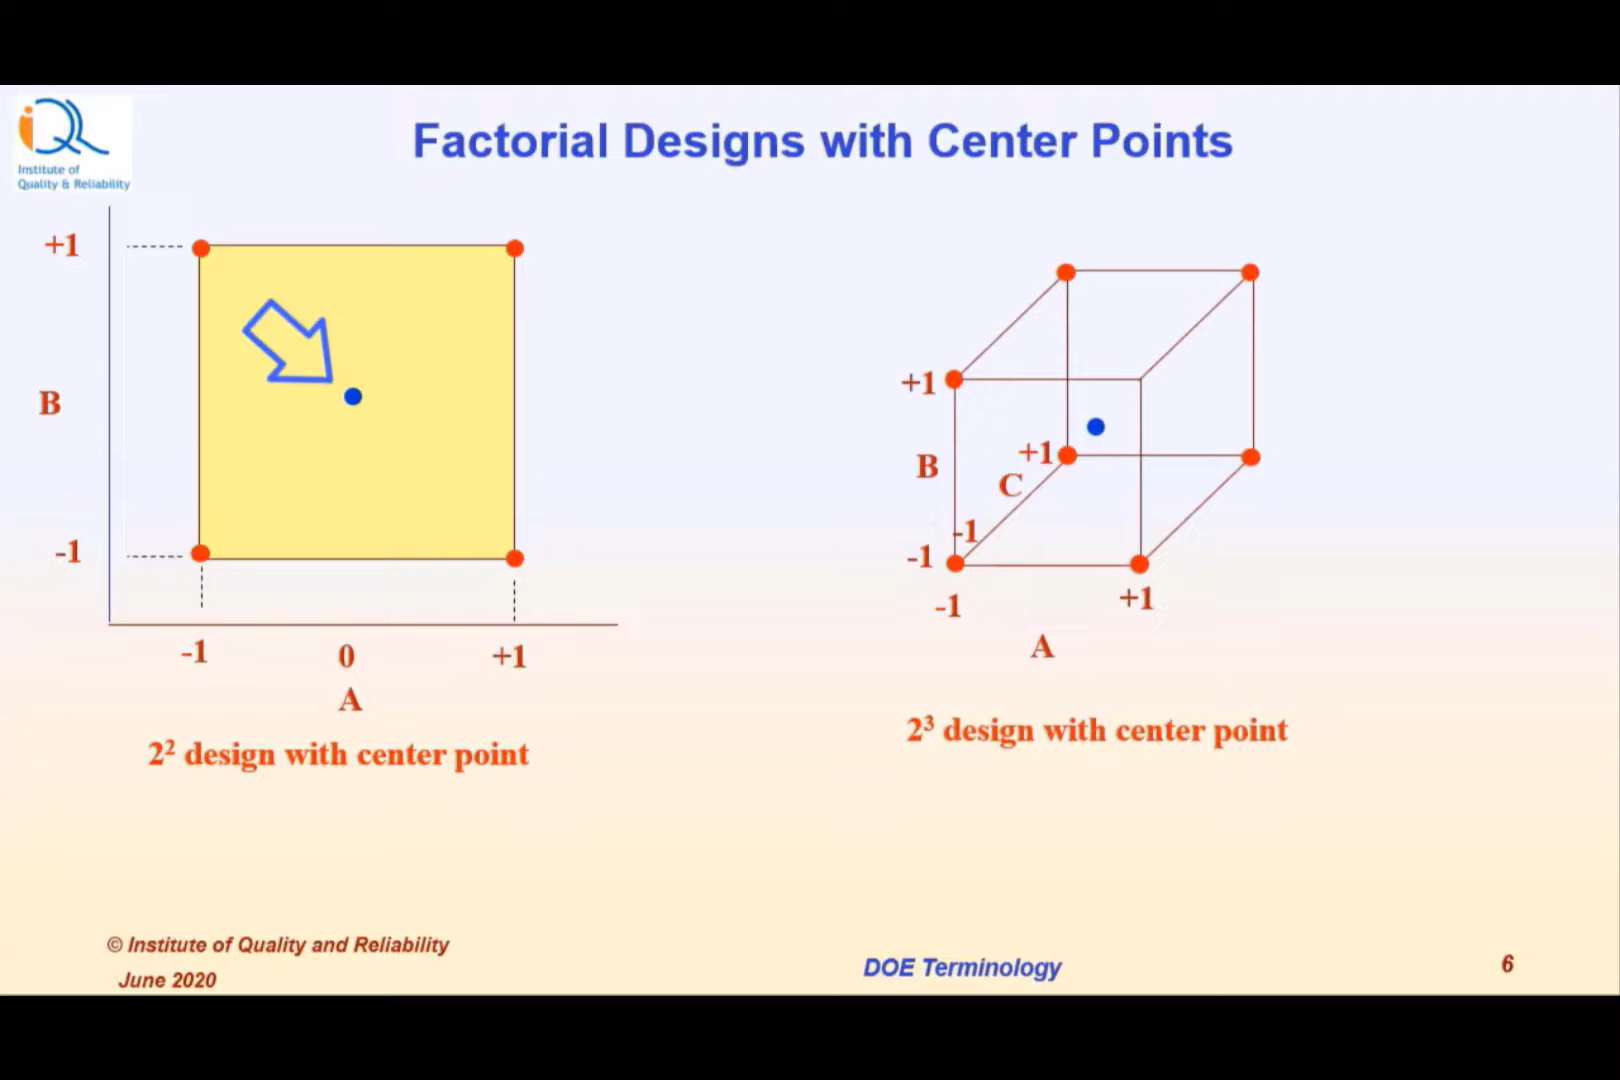 iQR
Institute of
Quality & Reliability
Factorial Designs with Center Points
+1
B
-1
-1
0
+1
A
2² design with center point
+1
B
+1
C
-1
-1
-1
+1
A
2³ design with center point
© Institute of Quality and Reliability
June 2020
DOE Terminology
6